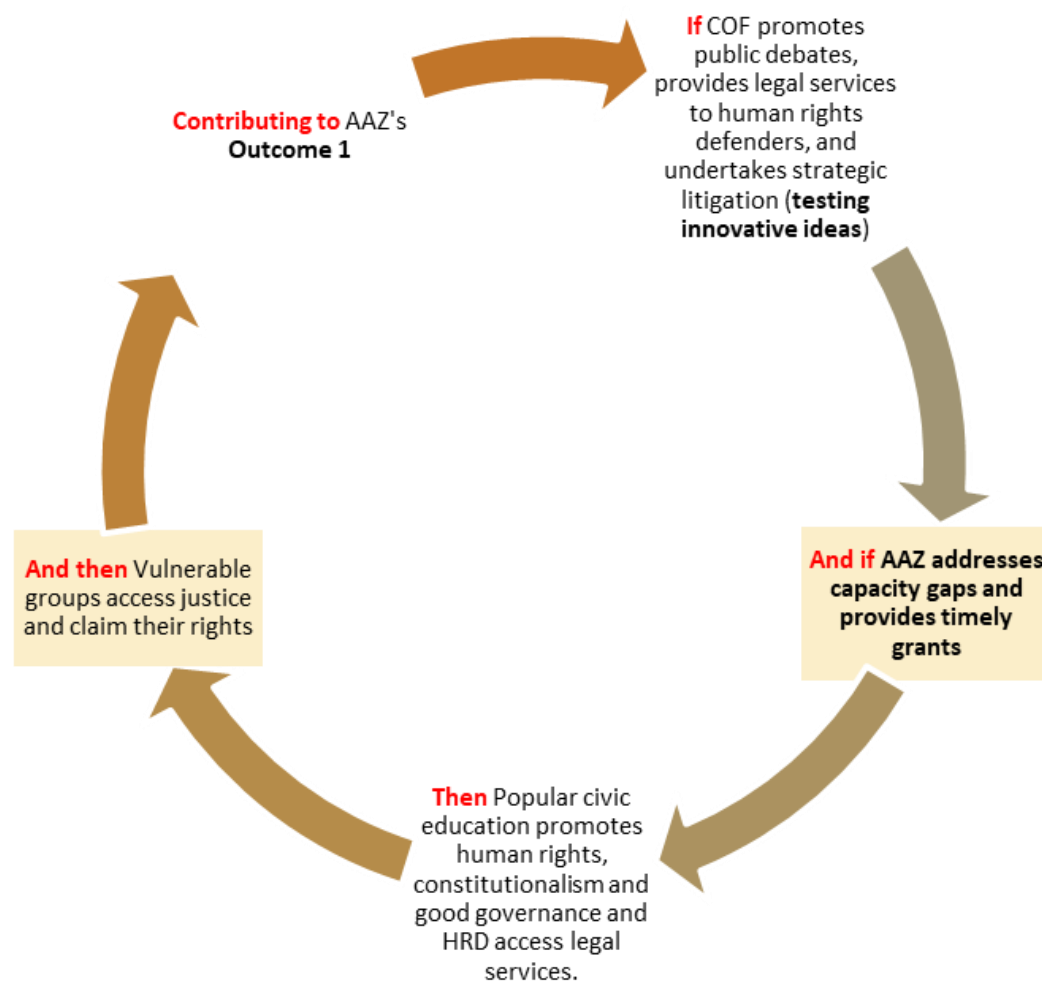 If COF promotes
public debates,
provides legal services
to human rights
defenders, and
undertakes strategic
litigation (testing
innovative ideas)
And if AAZ addresses
capacity gaps and
provides timely
grants
Then Popular civic
education promotes
human rights,
constitutionalism and
good governance and
HRD access legal
services.
And then Vulnerable
groups access justice
and claim their rights
Contributing to AAZ's
Outcome 1